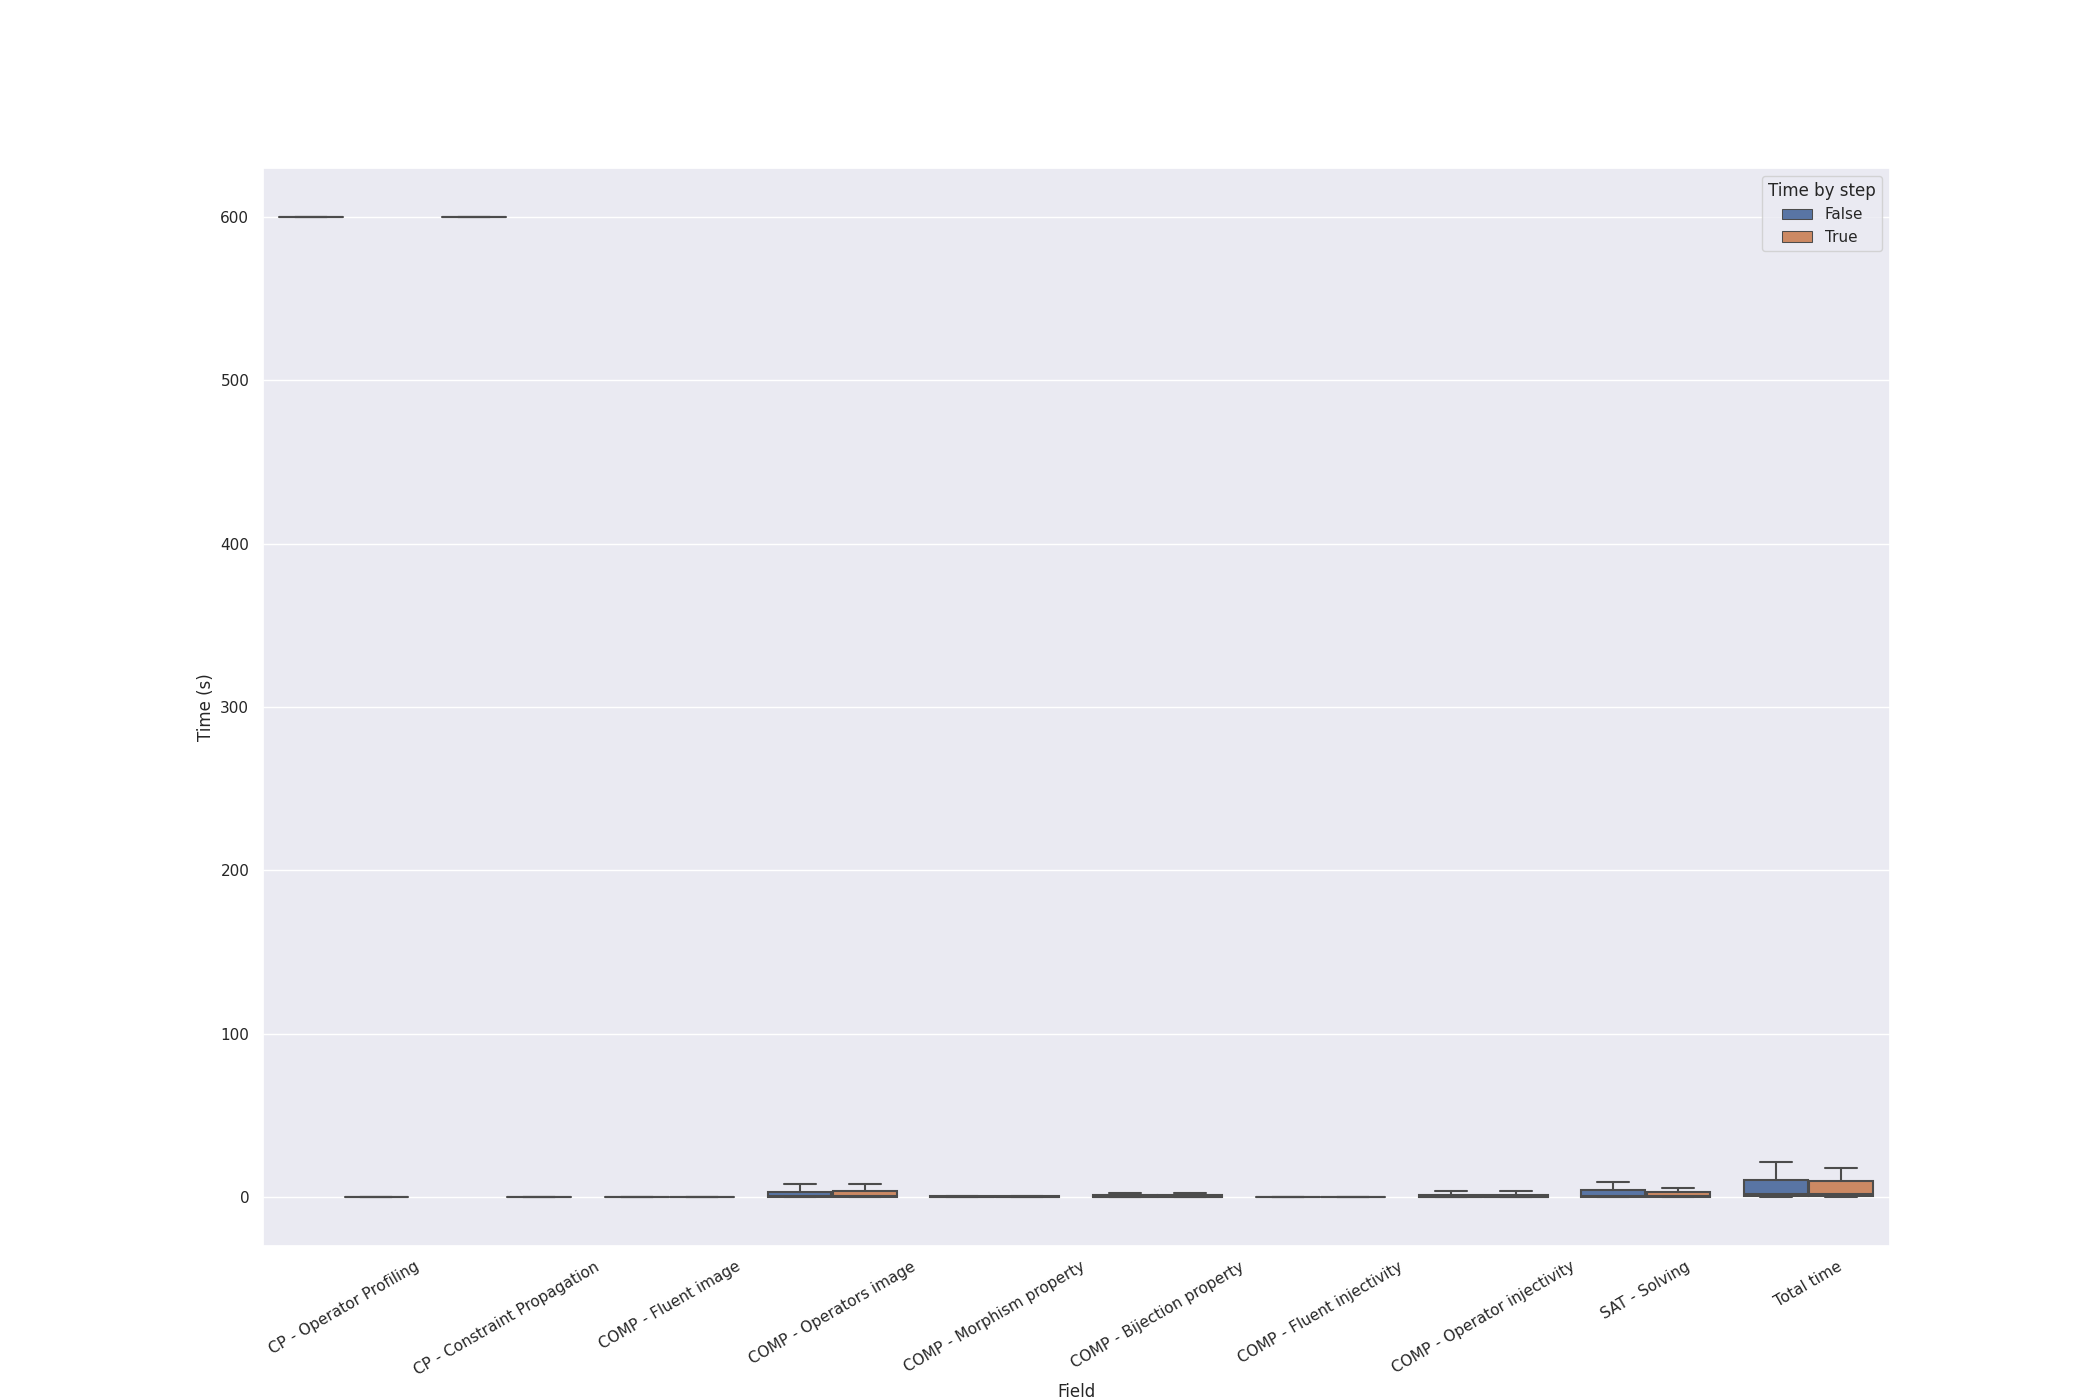 Time by step
False
True
600
500
400
300
200
100
0
Time (s)
CP - Operator Profiling
CP - Constraint Propagation
COMP - Fluent image
COMP - Operators image
COMP - Morphism property
COMP - Bijection property
COMP - Fluent injectivity
COMP - Operator injectivity
SAT - Solving
Total time
Field